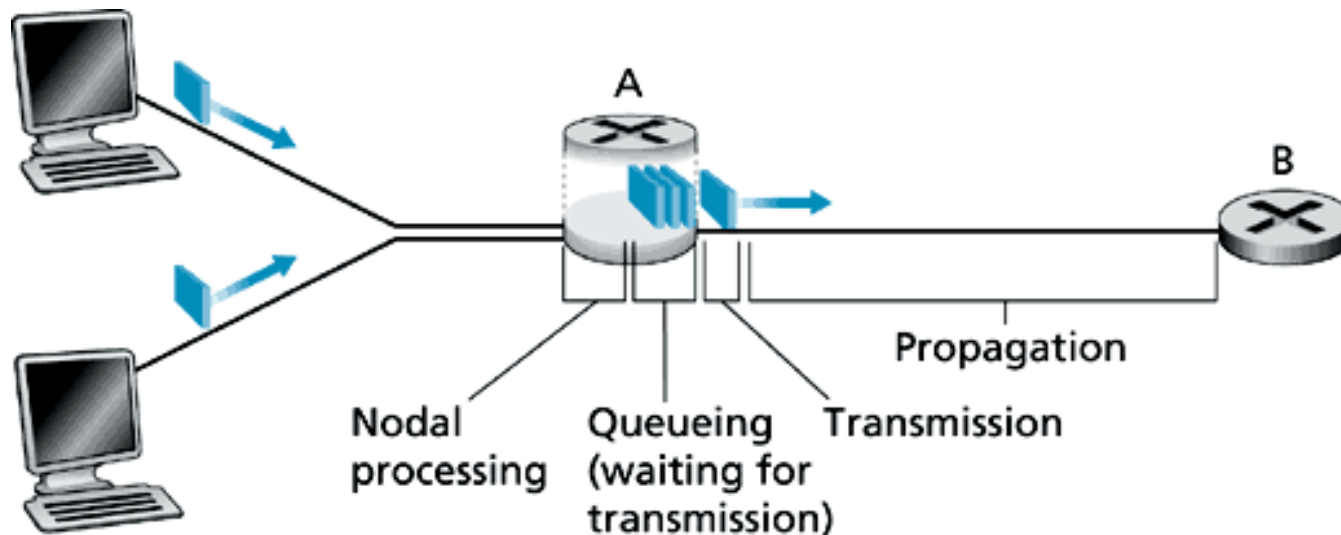 A
B
Propagation
Nodal
processing
Queueing
(waiting for
transmission)
Transmission